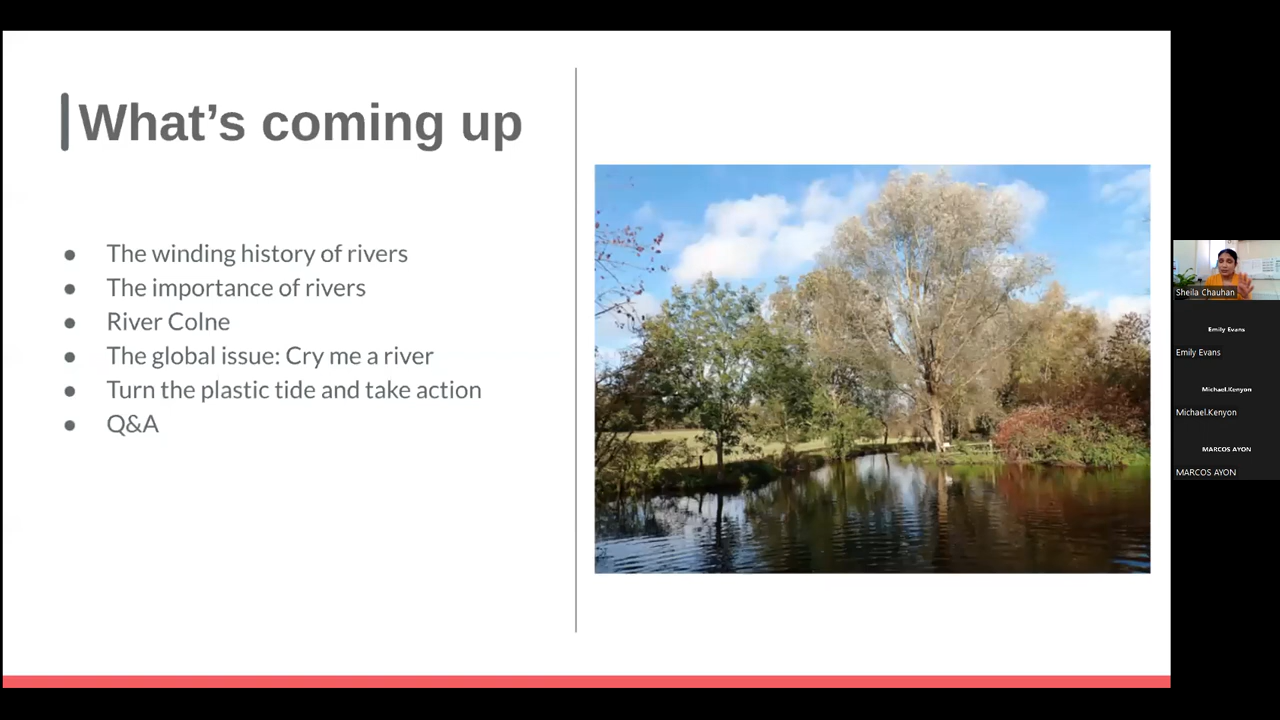 What’s coming up
● The winding history of rivers
● The importance of rivers
● River Colne
● The global issue: Cry me a river
● Turn the plastic tide and take action
● Q&A
Sheila Chauhan
Emily Evans
Emily Evans
Michael.Kenyon
Michael.Kenyon
MARCOS AYON
MARCOS AYON